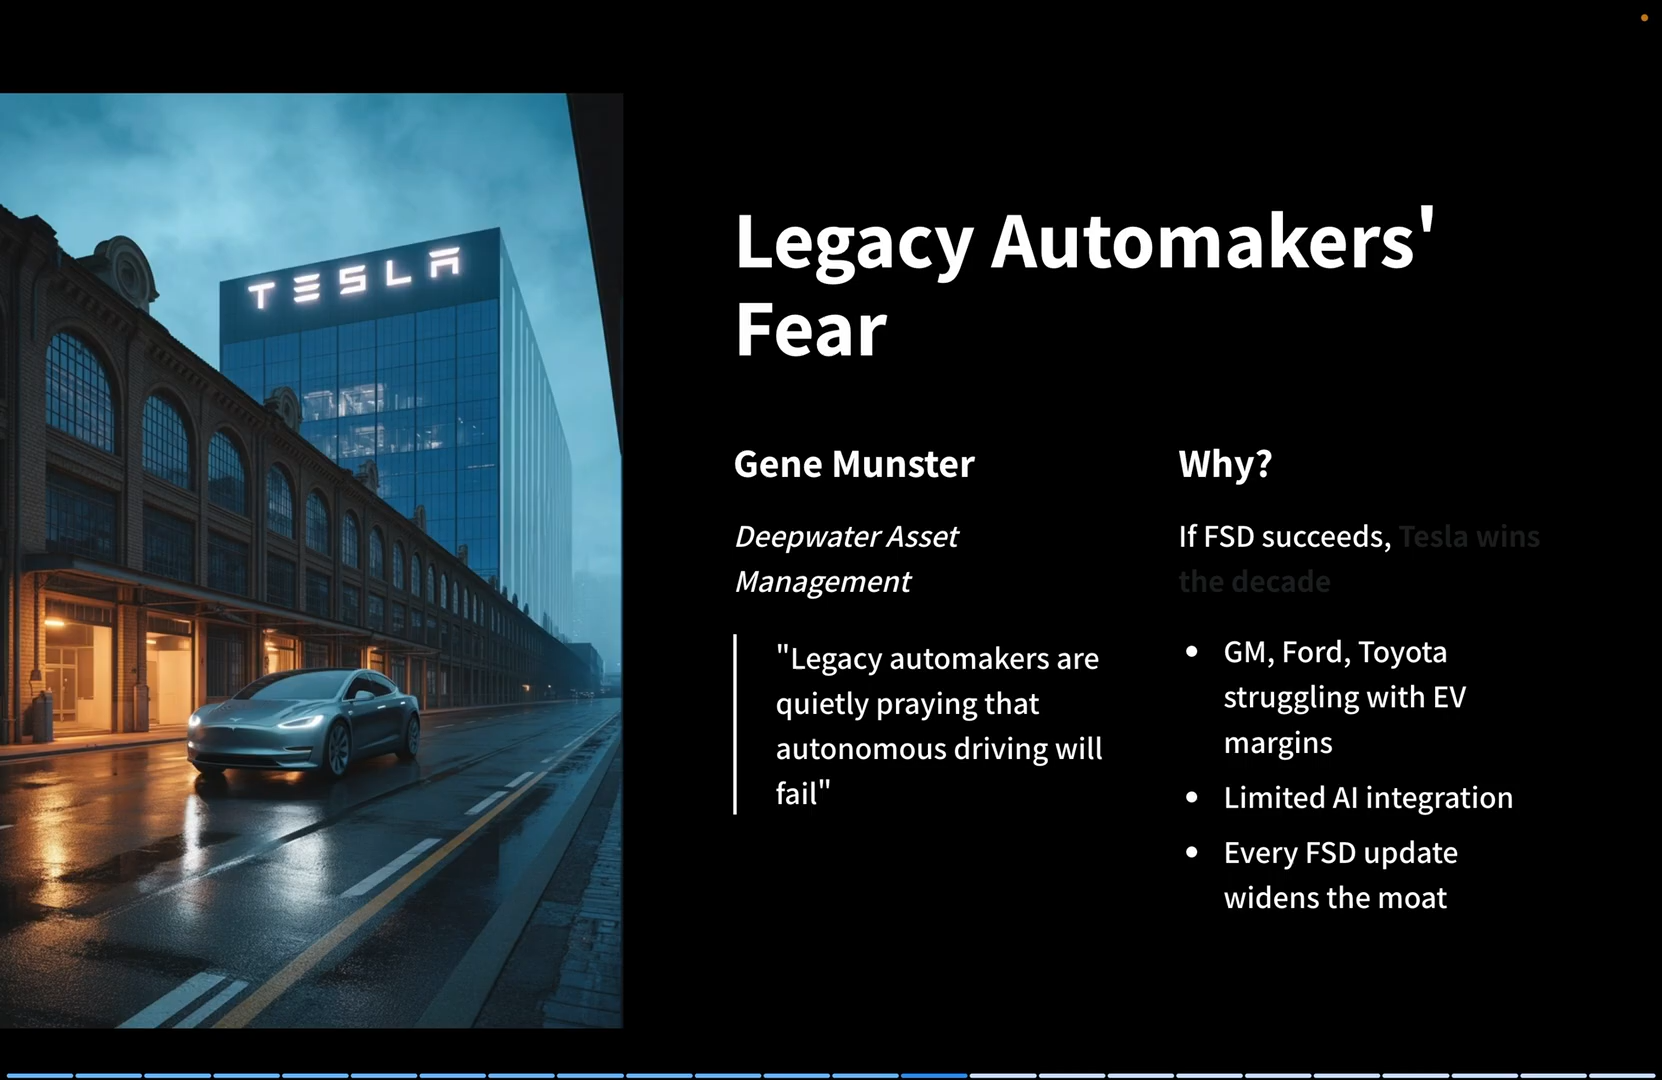 TESLA
Legacy Automakers'
Fear
Gene Munster
Deepwater Asset
Management
"Legacy automakers are
quietly praying that
autonomous driving will
fail"
Why?
If FSD succeeds, Tesla wins
the decade
• GM, Ford, Toyota
struggling with EV
margins
• Limited AI integration
• Every FSD update
widens the moat